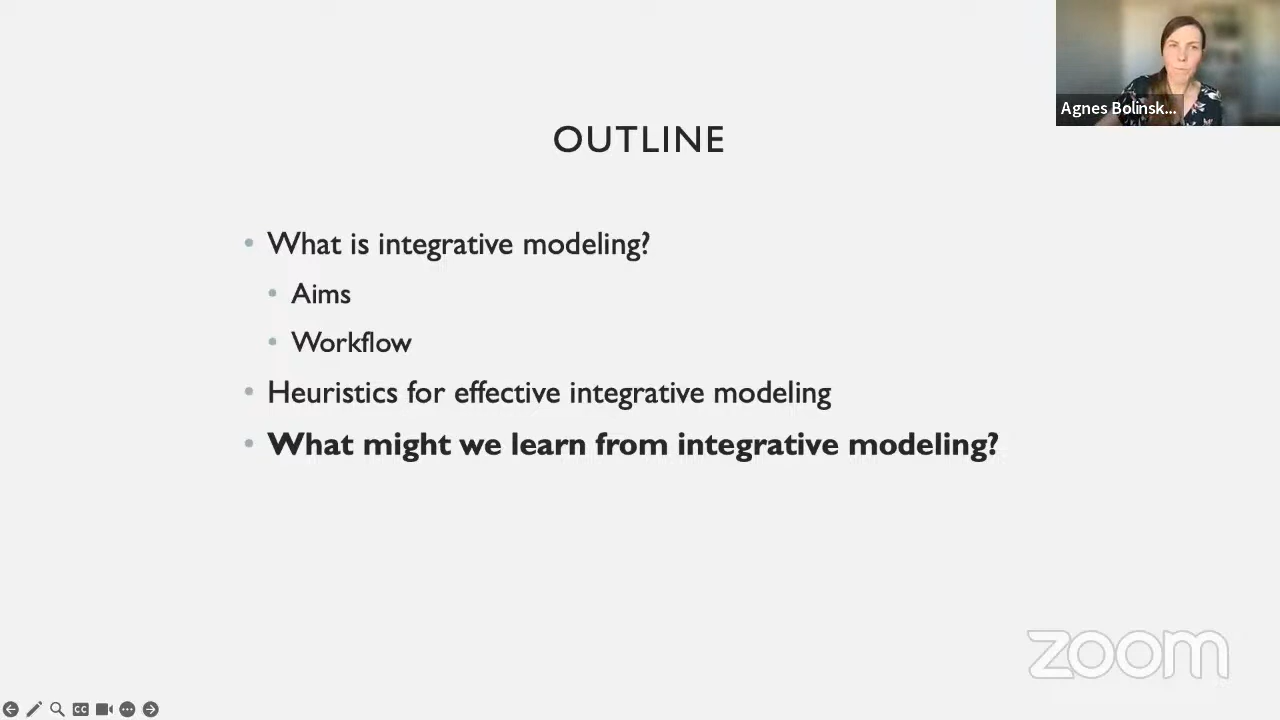 Agnes Bolinsk...
OUTLINE
What is integrative modeling?
Aims
Workflow
Heuristics for effective integrative modeling
What might we learn from integrative modeling?
zoom
CC